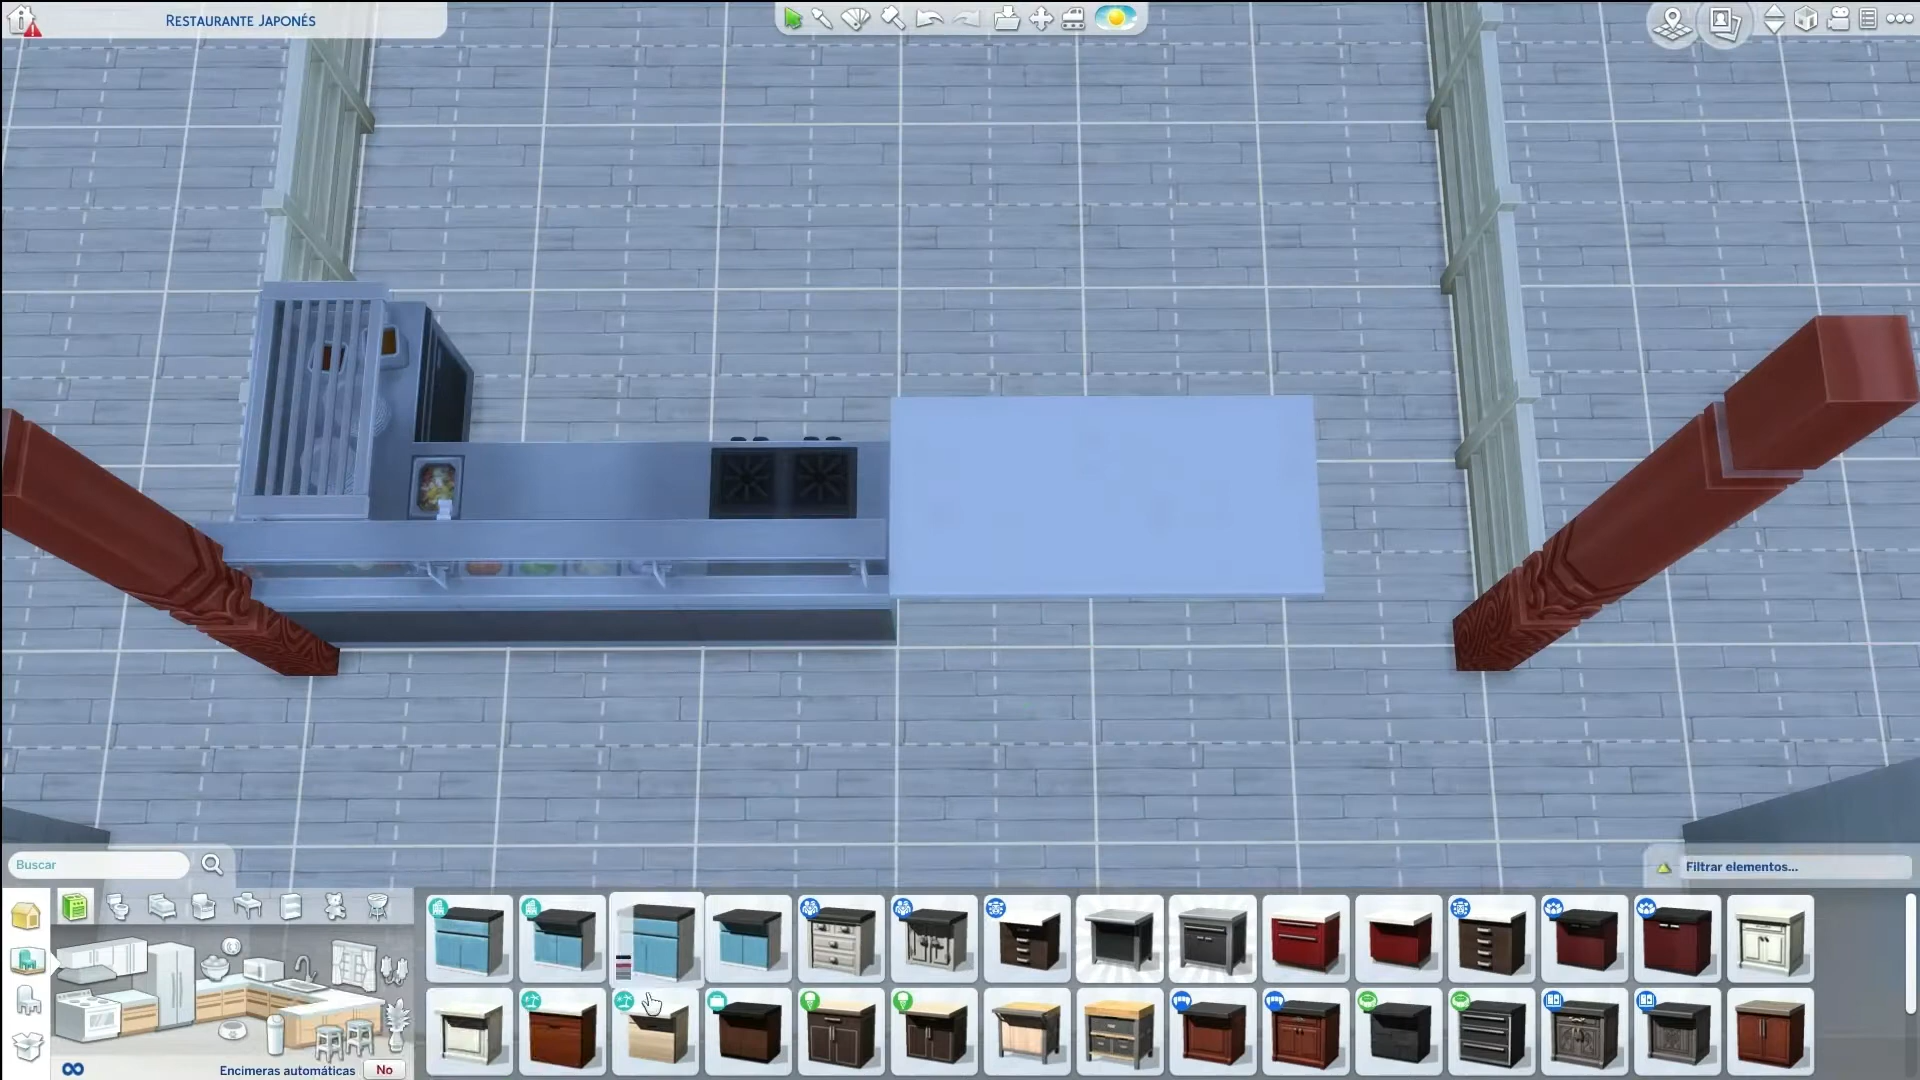 Restaurante Japonés
Buscar
Filtrar elementos...
Encimeras automáticas
No